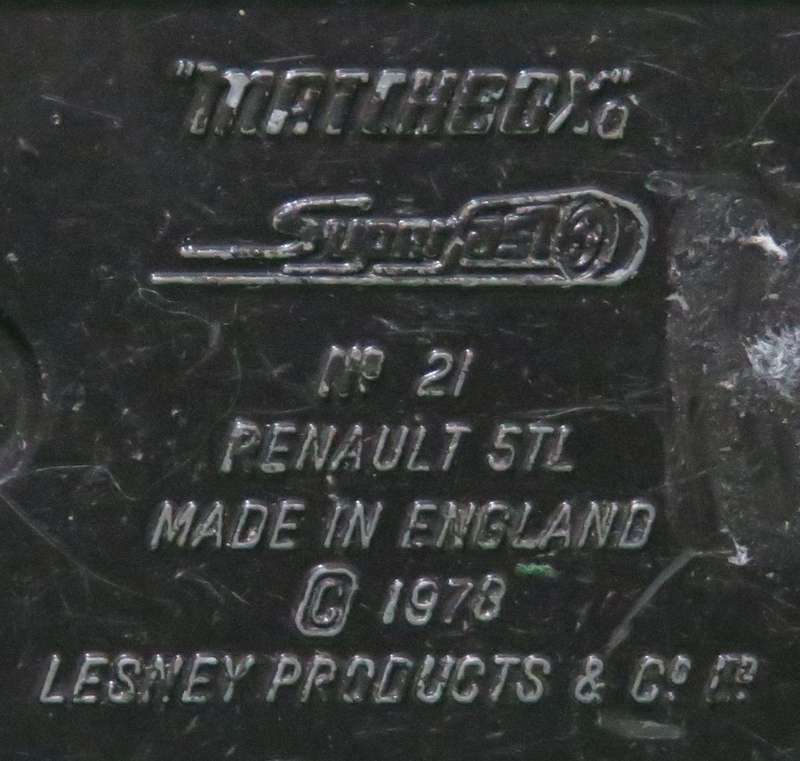 "MATCHBOX"
Superfast
Nº 21
RENAULT 5TL
MADE IN ENGLAND
© 1978
LESNEY PRODUCTS & Cº Lᵀᴰ